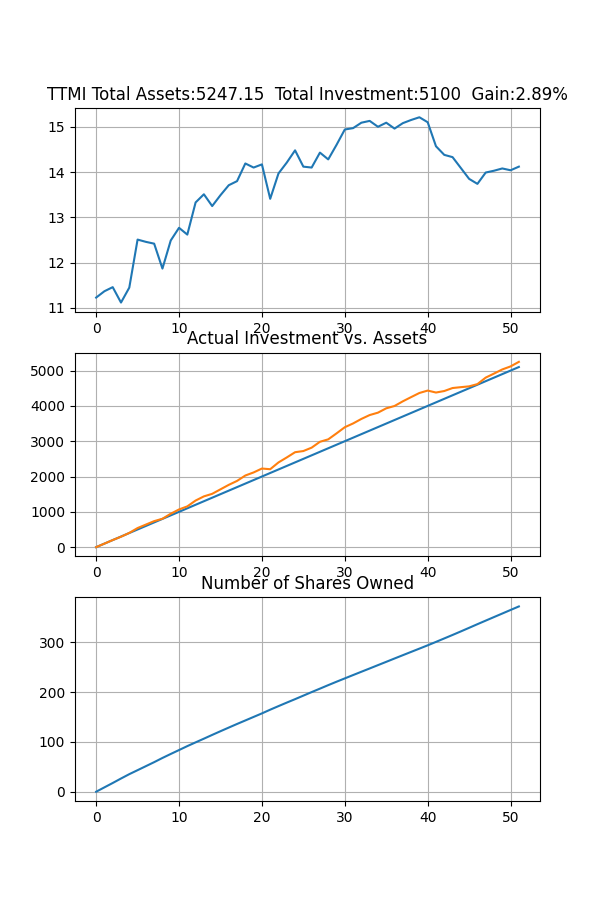 TTMI Total Assets:5247.15 Total Investment:5100 Gain:2.89%
15
14
13
12
11
0 10 20 30 40 50
Actual Investment vs. Assets
5000
4000
3000
2000
1000
0
0 10 20 30 40 50
Number of Shares Owned
300
200
100
0
0 10 20 30 40 50